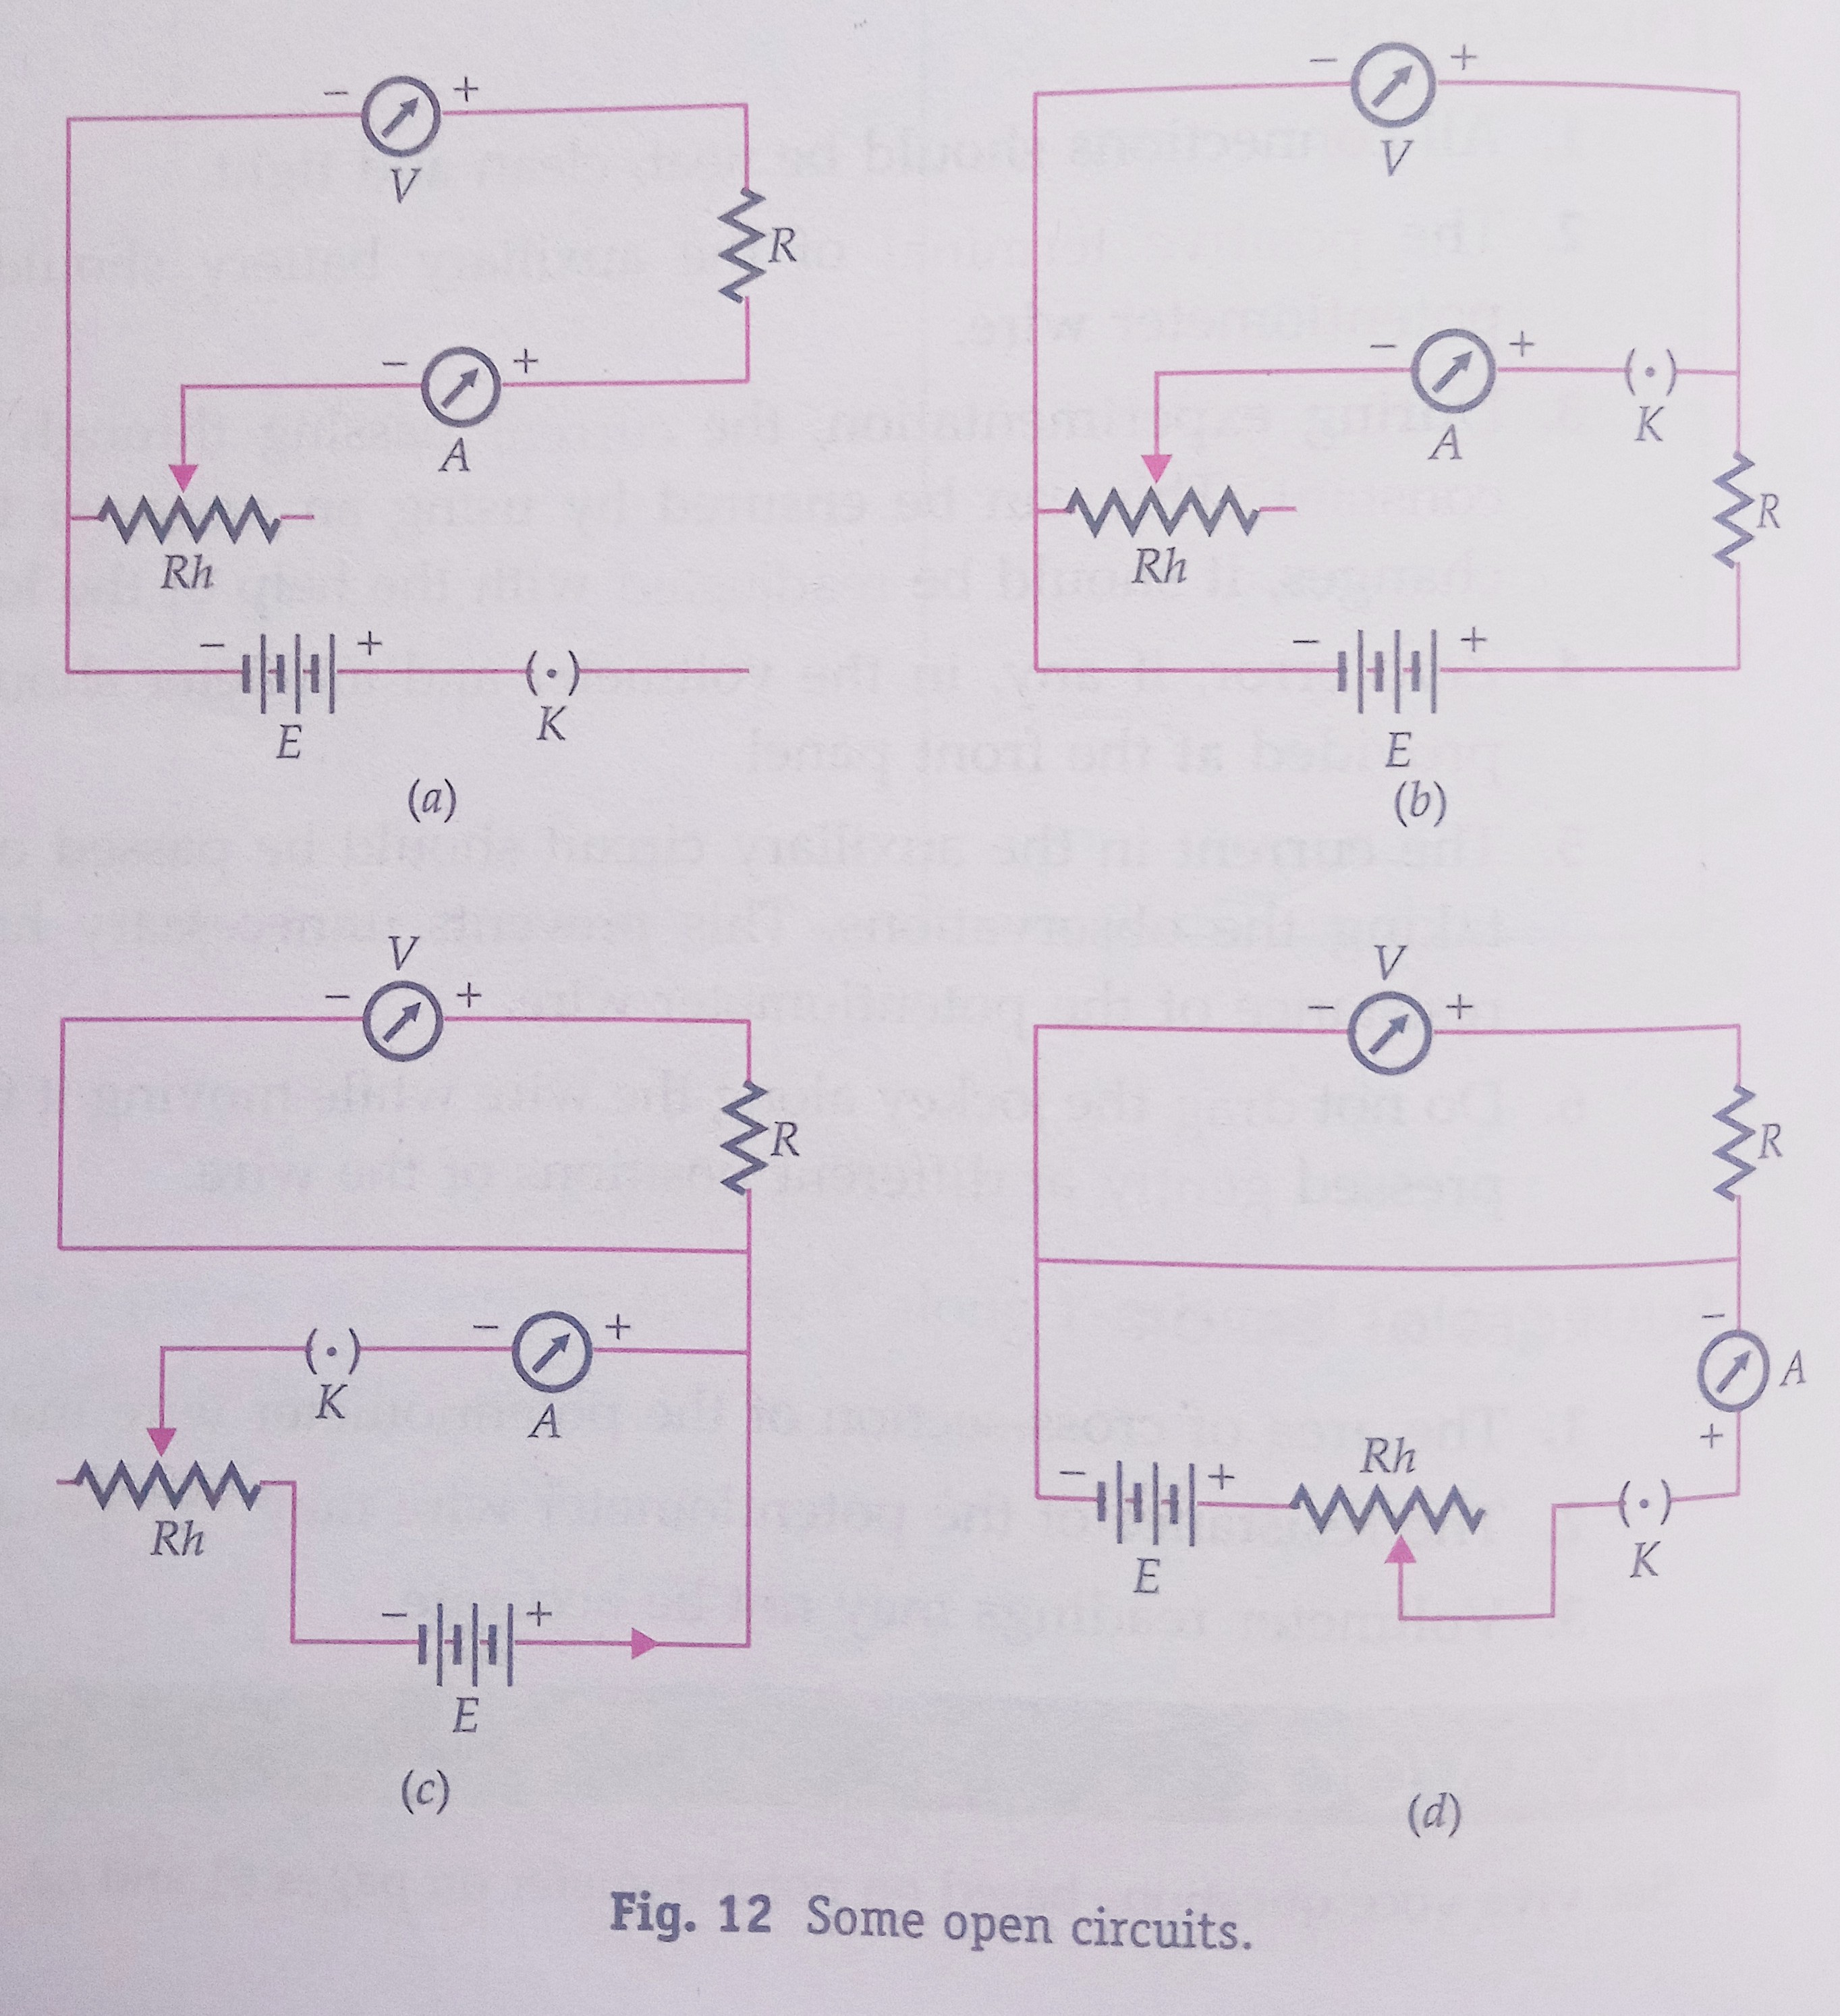 − +
V
R
− +
A
Rh
− +
E
K
(a)
− +
V
− +
A
K
R
Rh
− +
E
(b)
V
− +
R
− +
K
A
Rh
− +
E
(c)
V
− +
R
−
A
+
Rh
− +
E
K
(d)
Fig. 12 Some open circuits.